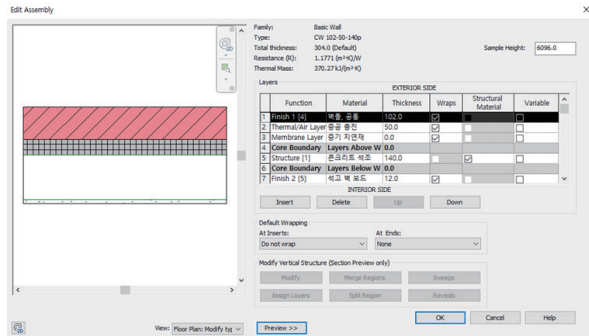 Edit Assembly
Family: Basic Wall
Type: CW 102-50-140p
Total thickness: 304.0 (Default)
Sample Height: 6096.0
Resistance (R): 1.1771 (m²·K)/W
Thermal Mass: 370.27 kJ/(m²·K)
Layers
EXTERIOR SIDE
Function Material Thickness Wraps Structural Material Variable
1 Finish 1 [4] 벽돌, 공통 102.0
2 Thermal/Air Layer 중공 충진 50.0
3 Membrane Layer 증기 지연재 0.0
4 Core Boundary Layers Above W 0.0
5 Structure [1] 콘크리트 석조 140.0
6 Core Boundary Layers Below W 0.0
7 Finish 2 [5] 석고 벽 보드 12.0
INTERIOR SIDE
Insert Delete Up Down
Default Wrapping
At Inserts: At Ends:
Do not wrap None
Modify Vertical Structure (Section Preview only)
Modify Merge Regions Sweeps
Assign Layers Split Region Reveals
OK Cancel Help
View: Floor Plan: Modify typ Preview >>